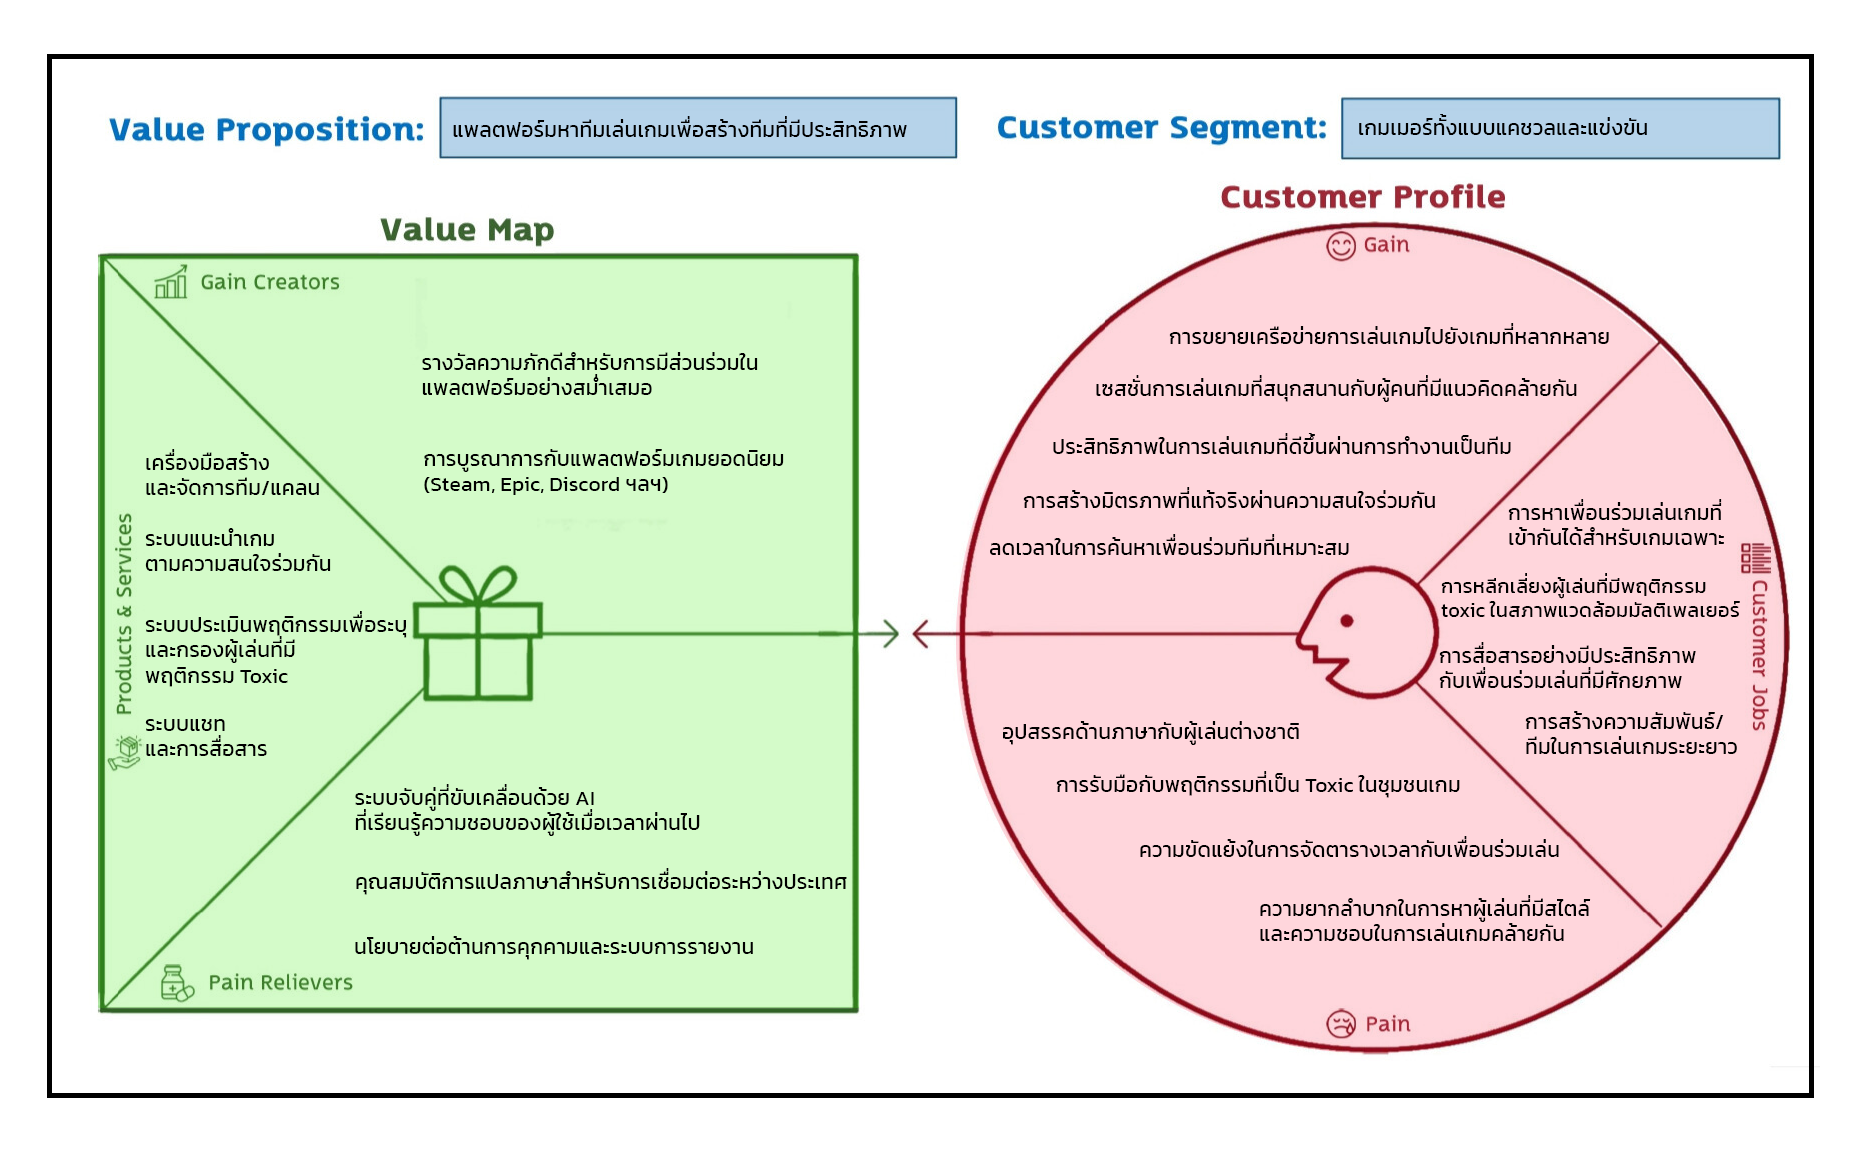 Value Proposition:
แพลตฟอร์มหาทีมเล่นเกมเพื่อสร้างทีมที่มีประสิทธิภาพ
Customer Segment:
เกมเมอร์ทั้งแบบแคชวลและแข่งขัน
Value Map
Gain Creators
รางวัลความภักดีสำหรับการมีส่วนร่วมใน
แพลตฟอร์มอย่างสม่ำเสมอ
การบูรณาการกับแพลตฟอร์มเกมยอดนิยม
(Steam, Epic, Discord ฯลฯ)
Products & Services
เครื่องมือสร้าง
และจัดการทีม/แคลน
ระบบแนะนำเกม
ตามความสนใจร่วมกัน
ระบบประเมินพฤติกรรมเพื่อระบุ
และกรองผู้เล่นที่มี
พฤติกรรม Toxic
ระบบแชท
และการสื่อสาร
ระบบจับคู่ที่ขับเคลื่อนด้วย AI
ที่เรียนรู้ความชอบของผู้ใช้เมื่อเวลาผ่านไป
คุณสมบัติการแปลภาษาสำหรับการเชื่อมต่อระหว่างประเทศ
นโยบายต่อต้านการคุกคามและระบบการรายงาน
Pain Relievers
Customer Profile
Gain
การขยายเครือข่ายการเล่นเกมไปยังเกมที่หลากหลาย
เซสชั่นการเล่นเกมที่สนุกสนานกับผู้คนที่มีแนวคิดคล้ายกัน
ประสิทธิภาพในการเล่นเกมที่ดีขึ้นผ่านการทำงานเป็นทีม
การสร้างมิตรภาพที่แท้จริงผ่านความสนใจร่วมกัน
ลดเวลาในการค้นหาเพื่อนร่วมทีมที่เหมาะสม
การหาเพื่อนร่วมเล่นเกมที่
เข้ากันได้สำหรับเกมเฉพาะ
การหลีกเลี่ยงผู้เล่นที่มีพฤติกรรม
toxic ในสภาพแวดล้อมมัลติเพลเยอร์
การสื่อสารอย่างมีประสิทธิภาพ
กับเพื่อนร่วมเล่นที่มีศักยภาพ
การสร้างความสัมพันธ์/
ทีมในการเล่นเกมระยะยาว
Customer Jobs
อุปสรรคด้านภาษากับผู้เล่นต่างชาติ
การรับมือกับพฤติกรรมที่เป็น Toxic ในชุมชนเกม
ความขัดแย้งในการจัดตารางเวลากับเพื่อนร่วมเล่น
ความยากลำบากในการหาผู้เล่นที่มีสไตล์
และความชอบในการเล่นเกมคล้ายกัน
Pain